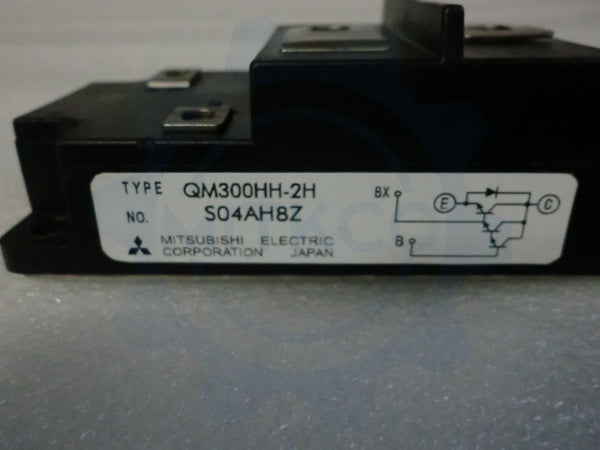 TYPE QM300HH-2H
NO. S04AH8Z
MITSUBISHI ELECTRIC
CORPORATION JAPAN
BX
E
C
B